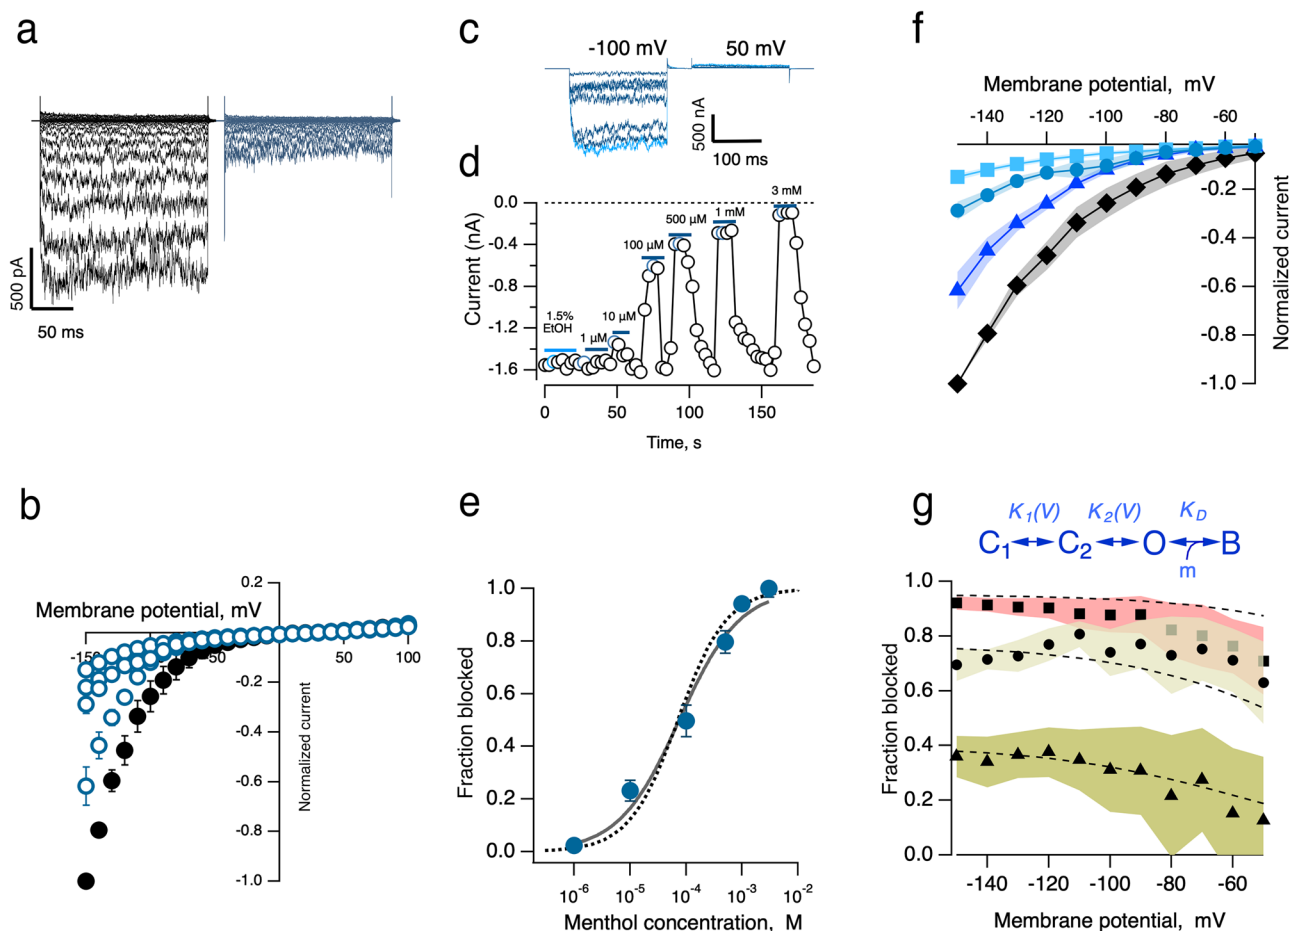 a
500 pA
50 ms
b
Membrane potential, mV
0.2
-150
-50
50
100
-0.2
-0.4
-0.6
-0.8
-1.0
Normalized current
c
-100 mV
50 mV
500 nA
100 ms
d
0.0
-0.4
-0.8
-1.2
-1.6
Current (nA)
1.5%
EtOH
1 µM
10 µM
100 µM
500 µM
1 mM
3 mM
0
50
100
150
Time, s
e
1.0
0.8
0.6
0.4
0.2
0.0
Fraction blocked
10-6
10-5
10-4
10-3
10-2
Menthol concentration, M
f
Membrane potential, mV
-140
-120
-100
-80
-60
-0.2
-0.4
-0.6
-0.8
-1.0
Normalized current
g
K1(V) K2(V) KD
C1 C2 O B
m
1.0
0.8
0.6
0.4
0.2
0.0
Fraction blocked
-140
-120
-100
-80
-60
Membrane potential, mV